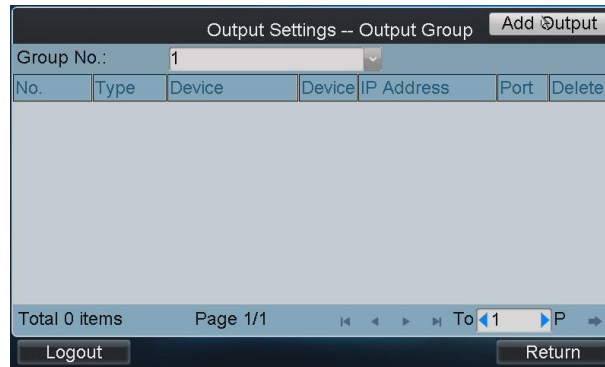 Output Settings -- Output Group Add Output
Group No.: 1
No. Type Device Device IP Address Port Delete
Total 0 items Page 1/1 To 1 P
Logout Return